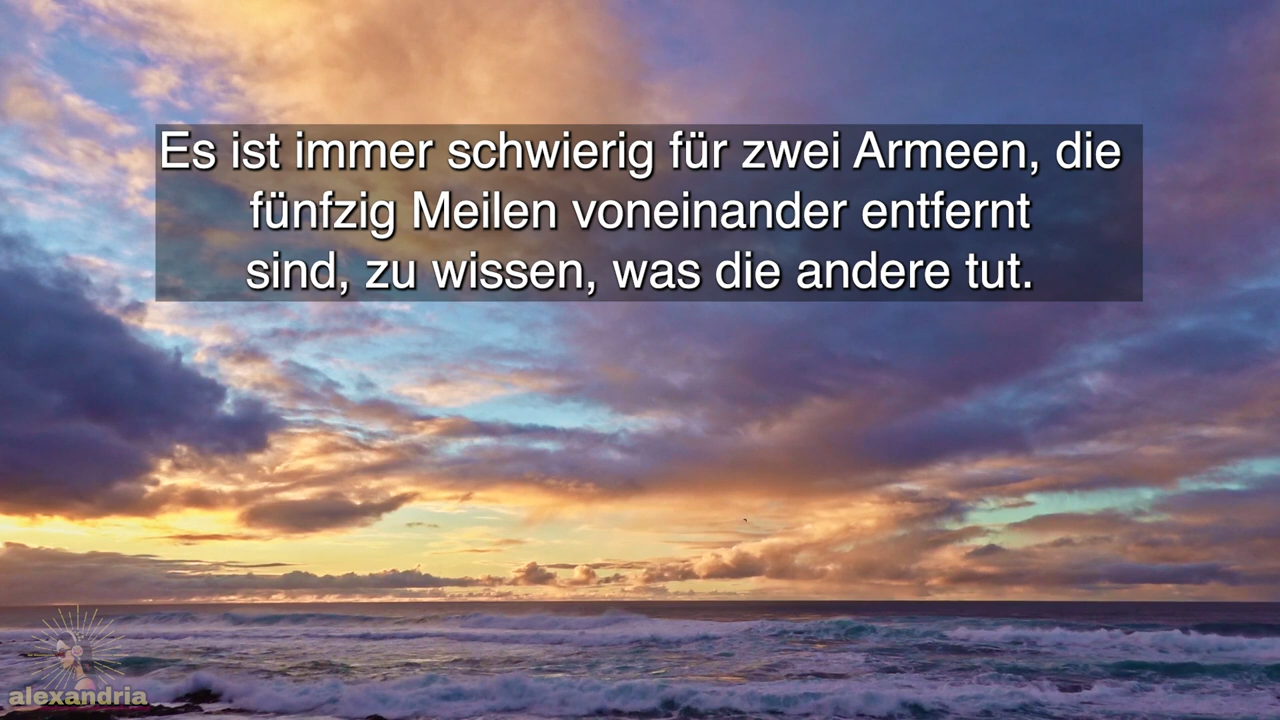 Es ist immer schwierig für zwei Armeen, die
fünfzig Meilen voneinander entfernt
sind, zu wissen, was die andere tut.
alexandria